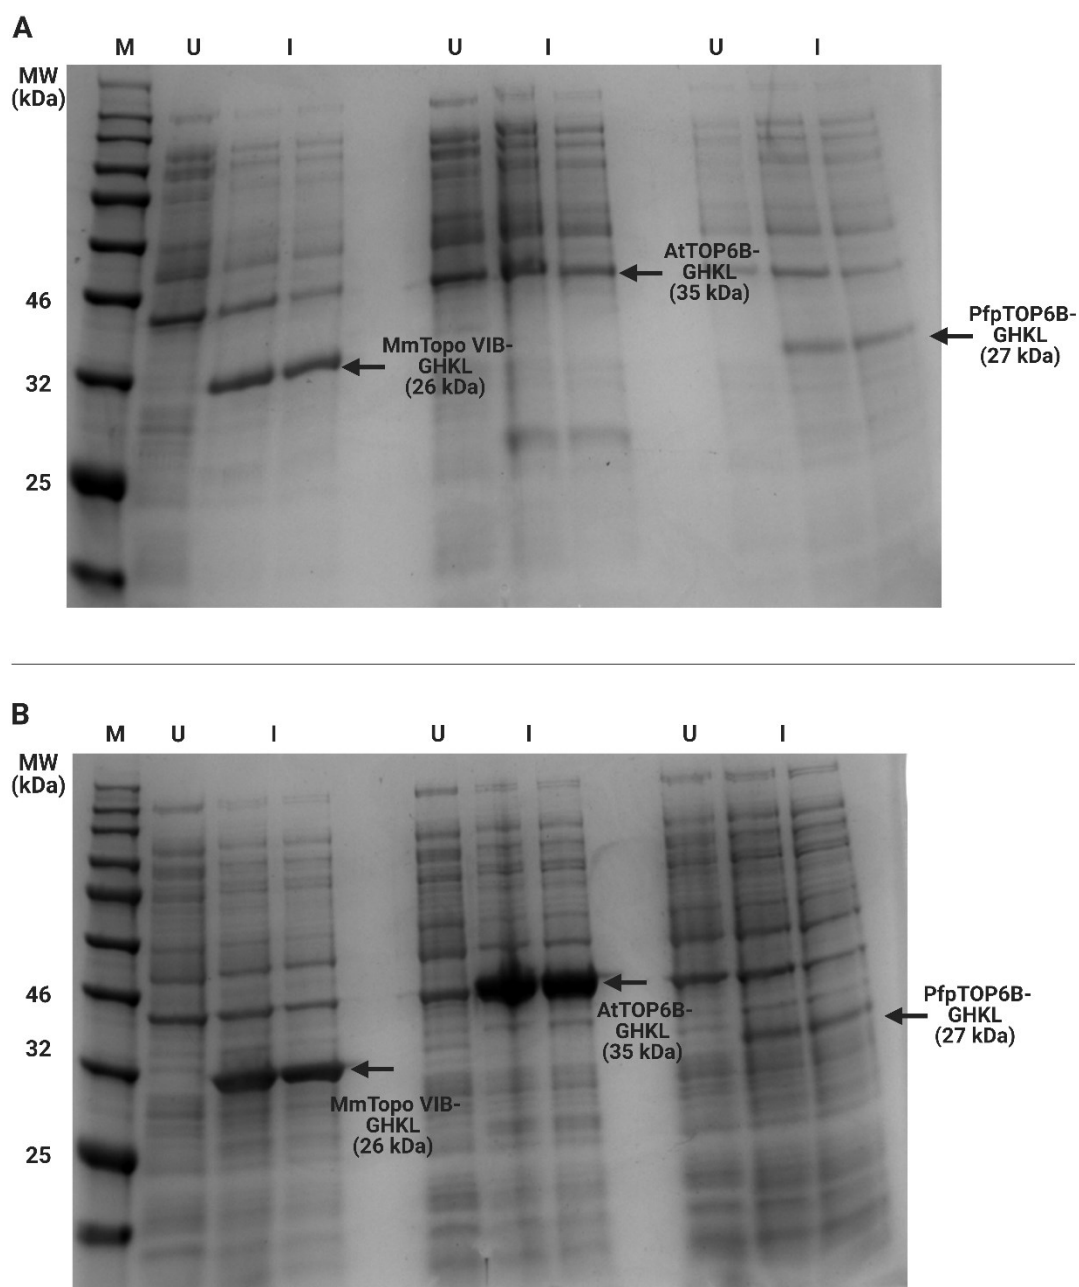 A
M U I U I U I
MW
(kDa)
AtTOP6B-
GHKL
(35 kDa)
46
PfpTOP6B-
GHKL
(27 kDa)
MmTopo VIB-
GHKL
(26 kDa)
32
25
B
M U I U I U I
MW
(kDa)
46
AtTOP6B-
GHKL
(35 kDa)
PfpTOP6B-
GHKL
(27 kDa)
32
MmTopo VIB-
GHKL
(26 kDa)
25